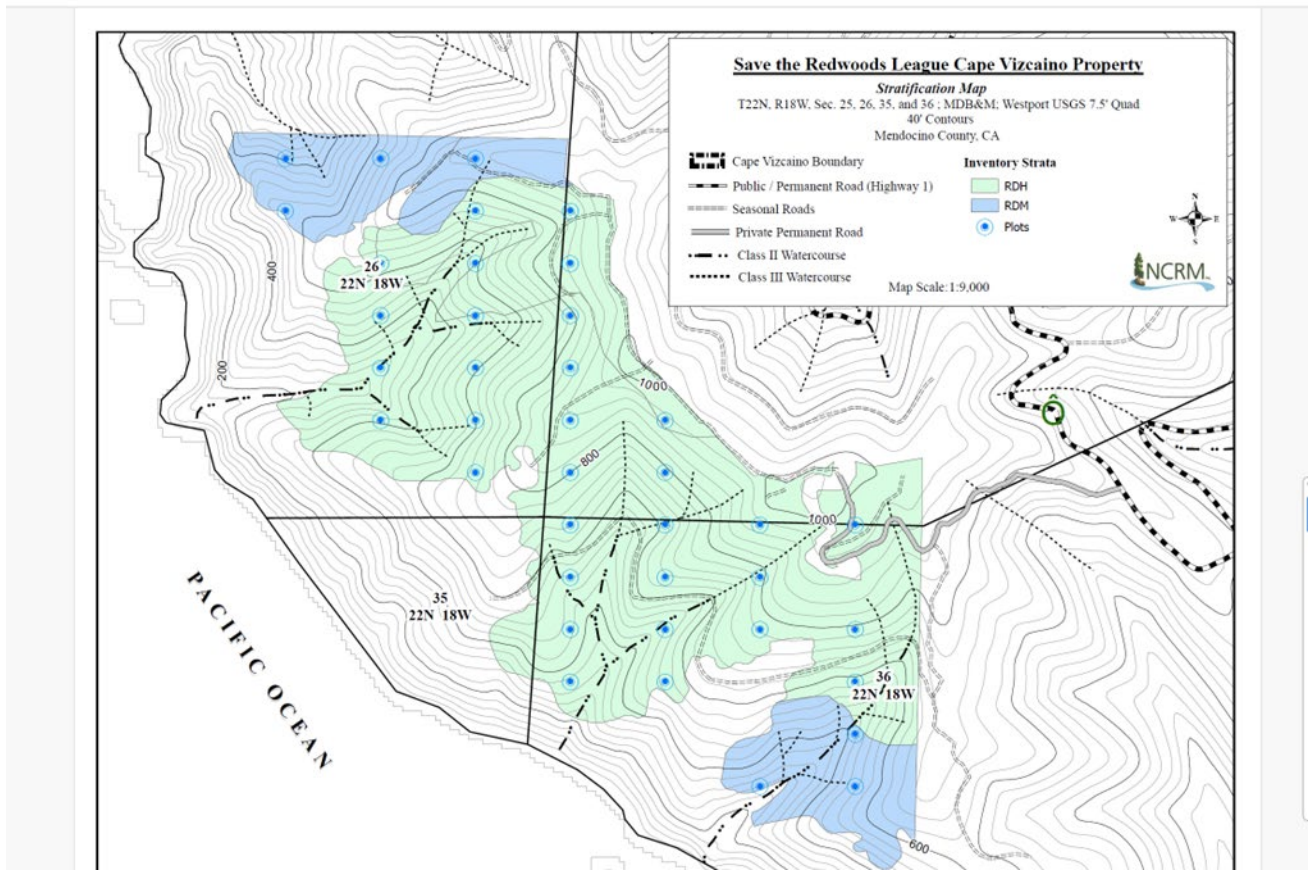 Save the Redwoods League Cape Vizcaino Property
Stratification Map
T22N, R18W, Sec. 25, 26, 35, and 36 ; MDB&M; Westport USGS 7.5' Quad
40' Contours
Mendocino County, CA
Cape Vizcaino Boundary
Public / Permanent Road (Highway 1)
Seasonal Roads
Private Permanent Road
Class II Watercourse
Class III Watercourse
Inventory Strata
RDH
RDM
Plots
N
W E
S
Map Scale:1:9,000
NCRM
26
22N 18W
400
200
1000
800
1000
35
22N 18W
36
22N 18W
600
PACIFIC OCEAN
Ô